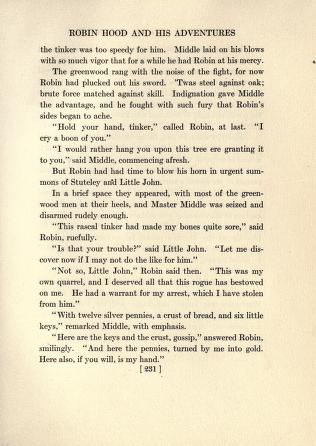 ROBIN HOOD AND HIS ADVENTURES
the tinker was too speedy for him. Middle laid on his blows
with so much vigor that for a while he had Robin at his mercy.
The greenwood rang with the noise of the fight, for now
Robin had plucked out his sword. 'Twas steel against oak;
brute force matched against skill. Indignation gave Middle
the advantage, and he fought with such fury that Robin's
sides began to ache.
"Hold your hand, tinker," called Robin, at last. "I
cry a boon of you."
"I would rather hang you upon this tree ere granting it
to you," said Middle, commencing afresh.
But Robin had had time to blow his horn in urgent sum-
mons of Stuteley and Little John.
In a brief space they appeared, with most of the green-
wood men at their heels, and Master Middle was seized and
disarmed rudely enough.
"This rascal tinker had made my bones quite sore," said
Robin, ruefully.
"Is that your trouble?" said Little John. "Let me dis-
cover now if I may not do the like for him."
"Not so, Little John," Robin said then. "This was my
own quarrel, and I deserved all that this rogue has bestowed
on me. He had a warrant for my arrest, which I have stolen
from him."
"With twelve silver pennies, a crust of bread, and six little
keys," remarked Middle, with emphasis.
"Here are the keys and the crust, gossip," answered Robin,
smilingly. "And here the pennies, turned by me into gold.
Here also, if you will, is my hand."
[ 231 ]